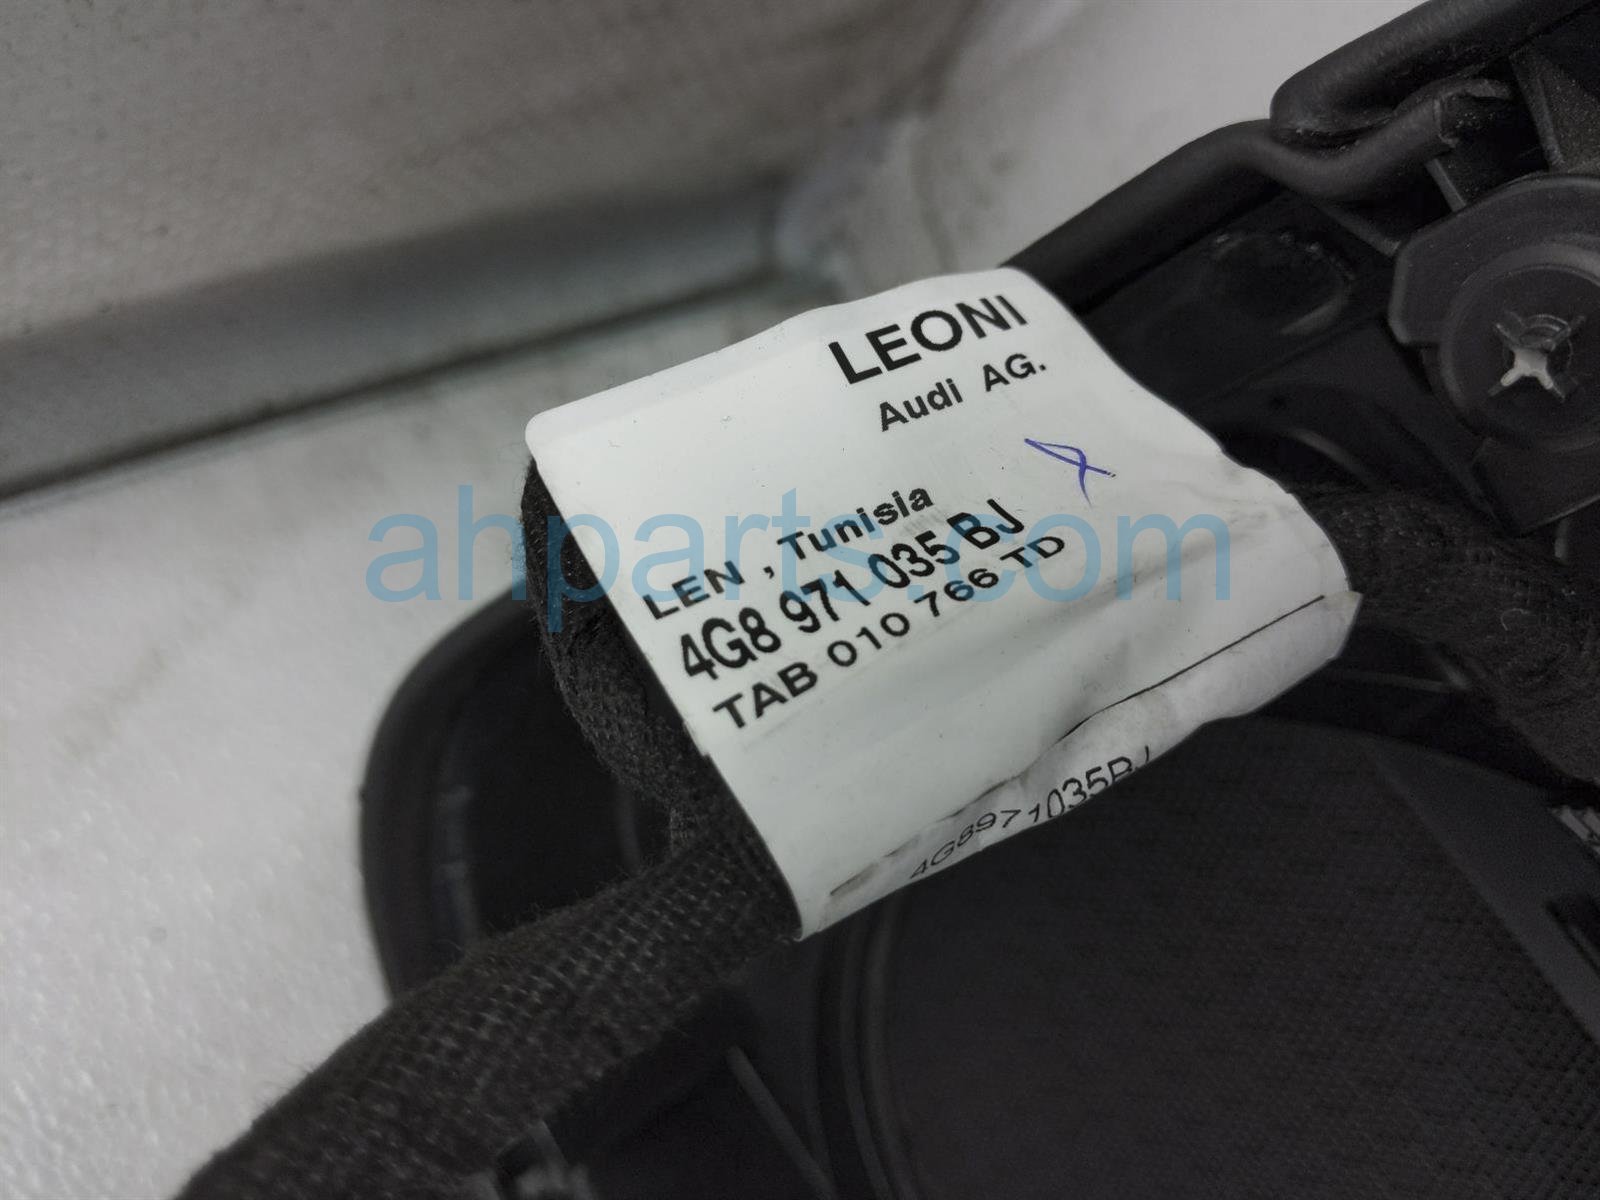 LEONI
Audi AG.
LEN , Tunisia
4G8 971 035 BJ
TAB 010 766 TD
4G8971035BJ
ahparts.com